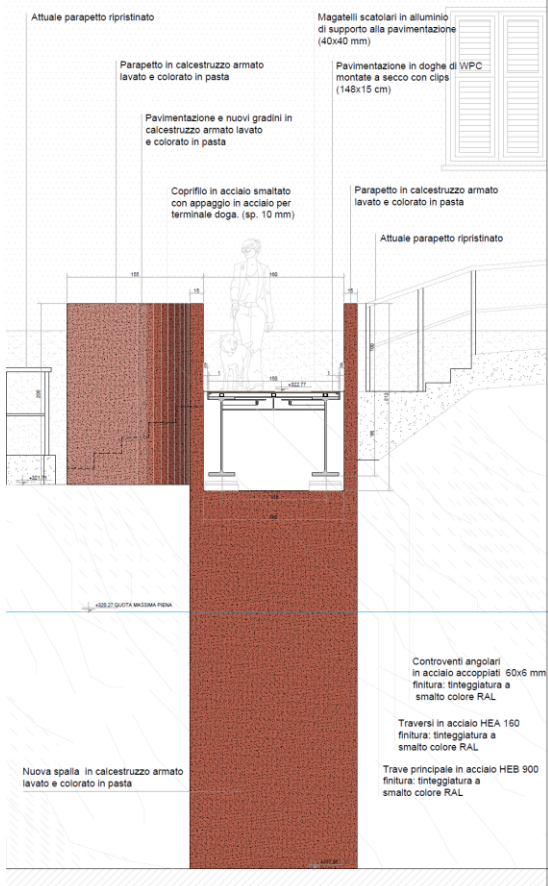 Attuale parapetto ripristinato
Magatelli scatolari in alluminio
di supporto alla pavimentazione
(40x40 mm)
Parapetto in calcestruzzo armato
lavato e colorato in pasta
Pavimentazione in doghe di WPC
montate a secco con clips
(148x15 cm)
Pavimentazione e nuovi gradini in
calcestruzzo armato lavato
e colorato in pasta
Coprifilo in acciaio smaltato
con appaggio in acciaio per
terminale doga. (sp. 10 mm)
Parapetto in calcestruzzo armato
lavato e colorato in pasta
Attuale parapetto ripristinato
155
15
160
15
150
+322.77
1
1
100
212
+320.27 QUOTA MASSIMA PIENA
Controventi angolari
in acciaio accoppiati 60x6 mm
finitura: tinteggiatura a
smalto colore RAL
Traversi in acciaio HEA 160
finitura: tinteggiatura a
smalto colore RAL
Nuova spalla in calcestruzzo armato
lavato e colorato in pasta
Trave principale in acciaio HEB 900
finitura: tinteggiatura a
smalto colore RAL